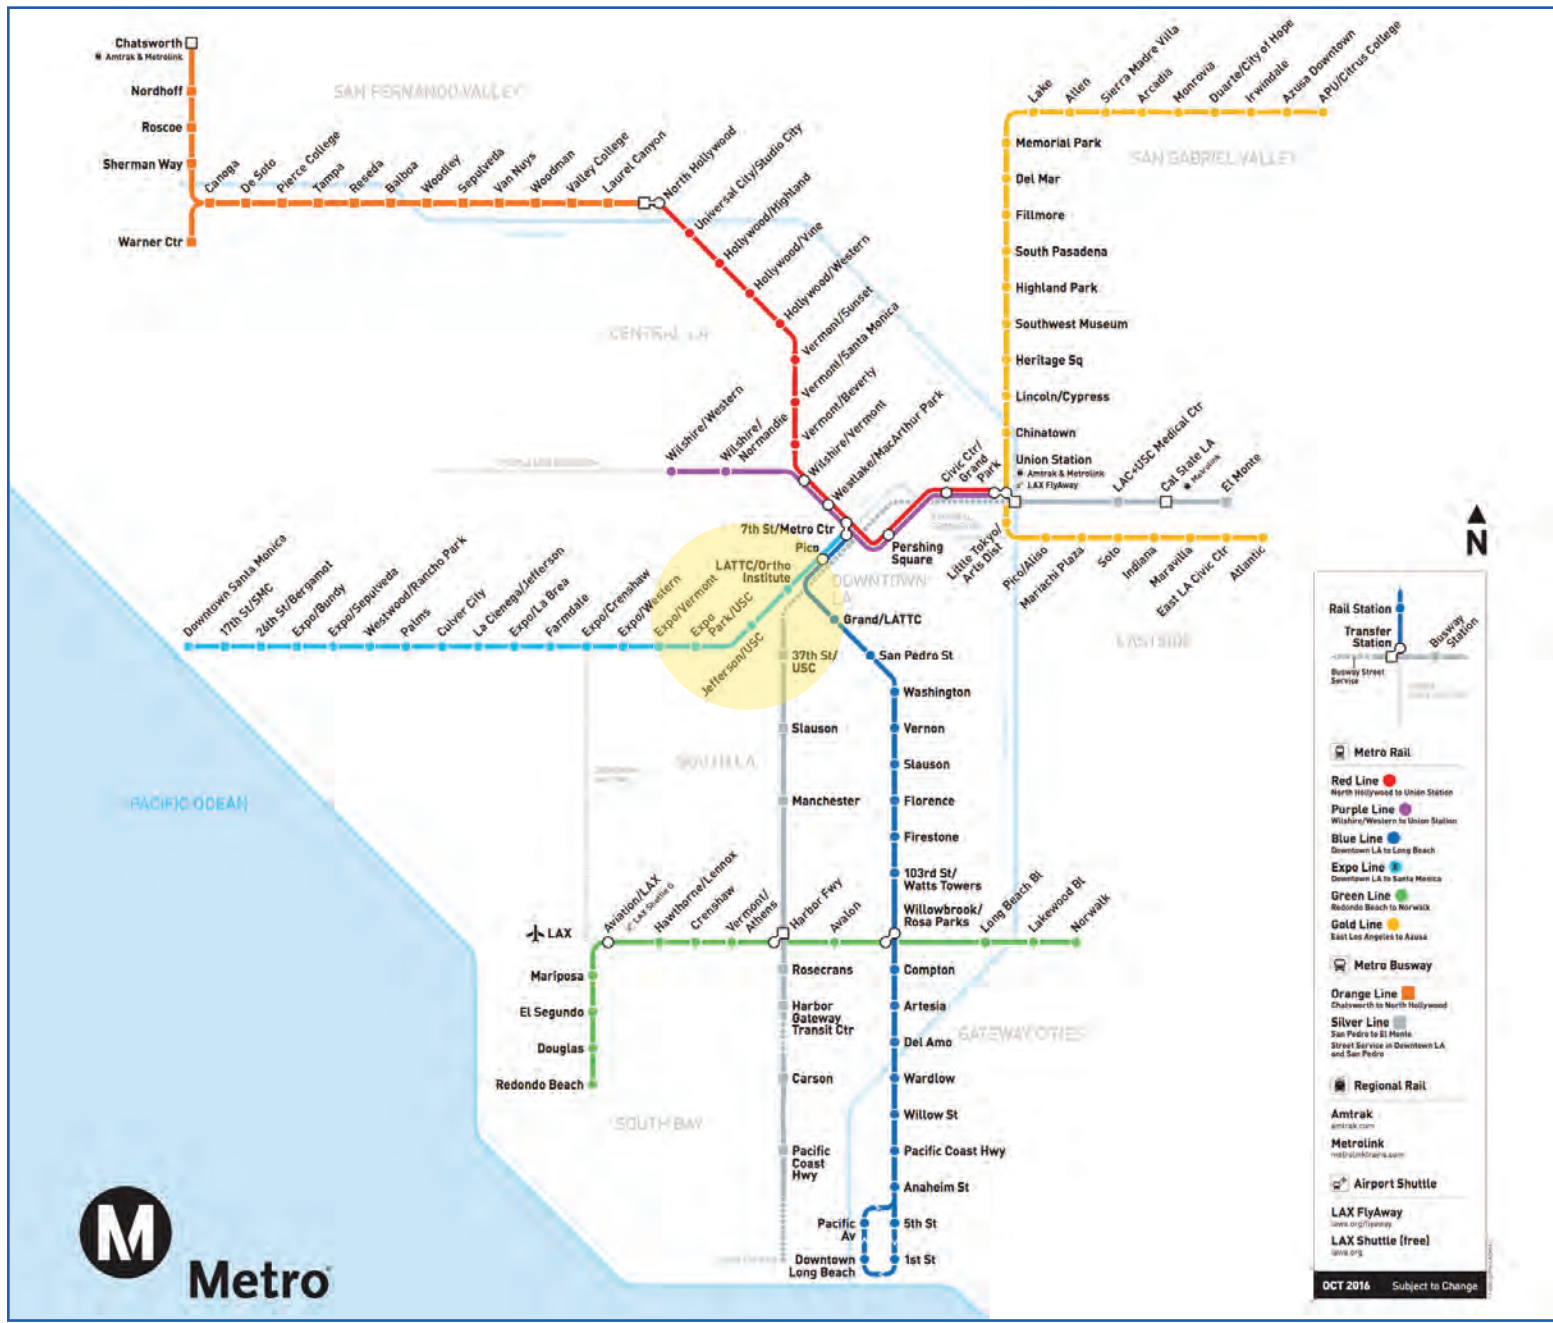 Chatsworth
Amtrak & Metrolink
Nordhoff
Roscoe
Sherman Way
Warner Ctr
Canoga
De Soto
Pierce College
Tampa
Reseda
Balboa
Woodley
Sepulveda
Van Nuys
Woodman
Valley College
Laurel Canyon
North Hollywood
Universal City/Studio City
Hollywood/Highland
Hollywood/Vine
Hollywood/Western
Vermont/Sunset
Vermont/Santa Monica
Vermont/Beverly
Wilshire/Vermont
Westlake/MacArthur Park
Wilshire/Western
Wilshire/
Normandie
SAN FERNANDO VALLEY
CENTRAL LA
Lake
Allen
Sierra Madre Villa
Arcadia
Monrovia
Duarte/City of Hope
Irwindale
Azusa Downtown
APU/Citrus College
SAN GABRIEL VALLEY
Memorial Park
Del Mar
Fillmore
South Pasadena
Highland Park
Southwest Museum
Heritage Sq
Lincoln/Cypress
Chinatown
Union Station
Amtrak & Metrolink
LAX FlyAway
Civic Ctr/
Grand
Park
LAC+USC Medical Ctr
Cal State LA
Metrolink
El Monte
7th St/Metro Ctr
Pico
LATTC/Ortho
Institute
Pershing
Square
Little Tokyo/
Arts Dist
Pico/Aliso
Mariachi Plaza
Soto
Indiana
Maravilla
East LA Civic Ctr
Atlantic
DOWNTOWN
LA
EASTSIDE
Downtown Santa Monica
17th St/SMC
26th St/Bergamot
Expo/Bundy
Expo/Sepulveda
Westwood/Rancho Park
Palms
Culver City
La Cienega/Jefferson
Expo/La Brea
Farmdale
Expo/Crenshaw
Expo/Western
Expo/Vermont
Expo
Park/USC
Jefferson/USC
Grand/LATTC
San Pedro St
37th St/
USC
Washington
Vernon
Slauson
Slauson
SOUTH LA
Manchester
Florence
Firestone
103rd St/
Watts Towers
Willowbrook/
Rosa Parks
PACIFIC OCEAN
LAX
Aviation/LAX
LAX Shuttle G
Hawthorne/Lennox
Crenshaw
Vermont/
Athens
Harbor Fwy
Avalon
Long Beach Bl
Lakewood Bl
Norwalk
Mariposa
El Segundo
Douglas
Redondo Beach
Rosecrans
Harbor
Gateway
Transit Ctr
Carson
Pacific
Coast
Hwy
Compton
Artesia
Del Amo
Wardlow
Willow St
Pacific Coast Hwy
Anaheim St
Pacific
Av
5th St
Downtown
Long Beach
1st St
GATEWAY CITIES
SOUTH BAY
M
Metro
N
Rail Station
Transfer
Station
Busway
Station
Busway Street
Service
Metro Rail
Red Line
North Hollywood to Union Station
Purple Line
Wilshire/Western to Union Station
Blue Line
Downtown LA to Long Beach
Expo Line
Downtown LA to Santa Monica
Green Line
Redondo Beach to Norwalk
Gold Line
East Los Angeles to Azusa
Metro Busway
Orange Line
Chatsworth to North Hollywood
Silver Line
San Pedro to El Monte
Street Service in Downtown LA
and San Pedro
Regional Rail
Amtrak
amtrak.com
Metrolink
metrolinktrains.com
Airport Shuttle
LAX FlyAway
lawa.org/flyaway
LAX Shuttle (free)
lawa.org
OCT 2016 Subject to Change